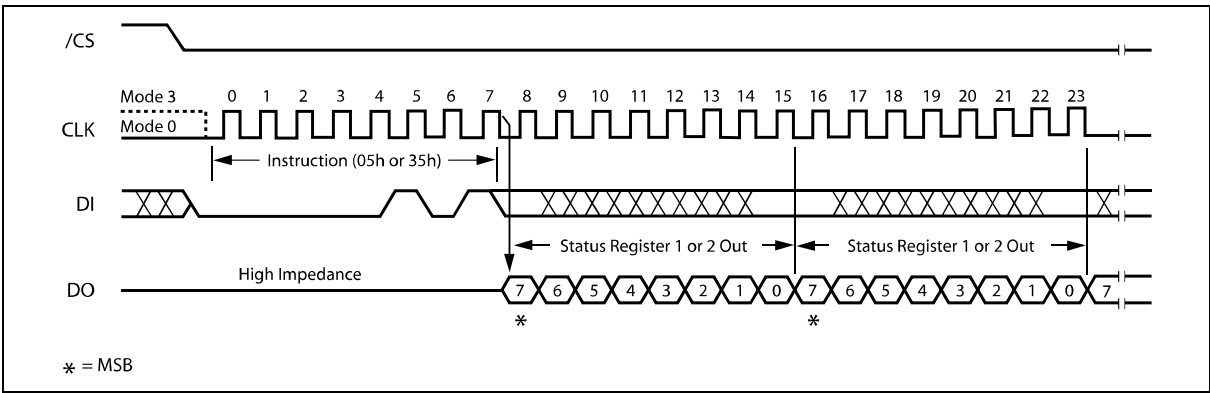 /CS
Mode 3 0 1 2 3 4 5 6 7 8 9 10 11 12 13 14 15 16 17 18 19 20 21 22 23
CLK Mode 0
Instruction (05h or 35h)
DI
Status Register 1 or 2 Out Status Register 1 or 2 Out
High Impedance
DO 7 6 5 4 3 2 1 0 7 6 5 4 3 2 1 0 7
* *
* = MSB